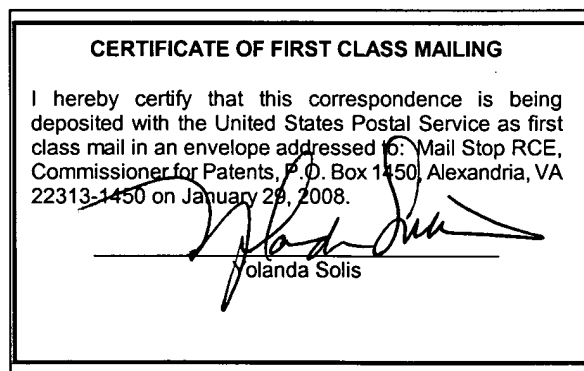 CERTIFICATE OF FIRST CLASS MAILING
I hereby certify that this correspondence is being
deposited with the United States Postal Service as first
class mail in an envelope addressed to: Mail Stop RCE,
Commissioner for Patents, P.O. Box 1450, Alexandria, VA
22313-1450 on January 29, 2008.
Yolanda Solis
Yolanda Solis